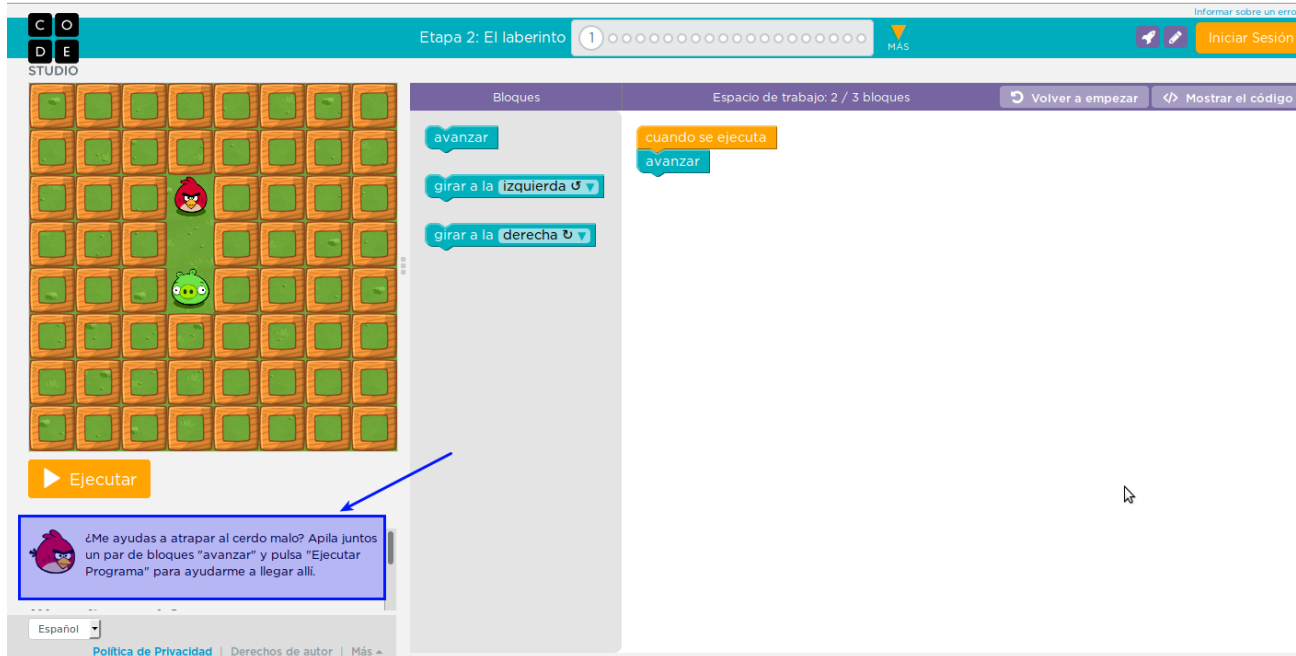 Informar sobre un erro
C O
D E
STUDIO
Etapa 2: El laberinto
1
MÁS
Iniciar Sesión
Bloques
Espacio de trabajo: 2 / 3 bloques
Volver a empezar
</> Mostrar el código
avanzar
girar a la izquierda ↺ ▼
girar a la derecha ↻ ▼
cuando se ejecuta
avanzar
Ejecutar
¿Me ayudas a atrapar al cerdo malo? Apila juntos
un par de bloques "avanzar" y pulsa "Ejecutar
Programa" para ayudarme a llegar allí.
Español
Política de Privacidad | Derechos de autor | Más